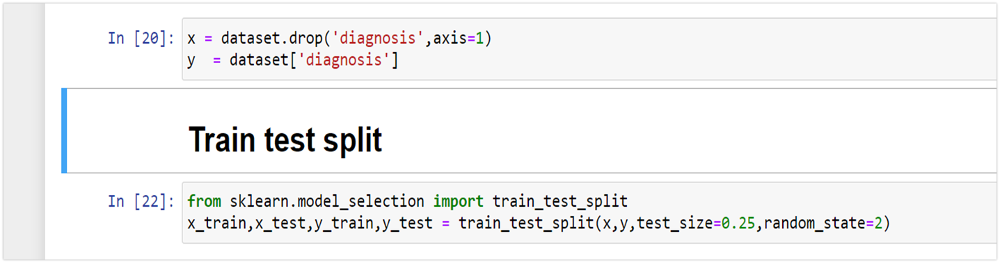 In [20]: x = dataset.drop('diagnosis',axis=1)
y  = dataset['diagnosis']
Train test split
In [22]: from sklearn.model_selection import train_test_split
x_train,x_test,y_train,y_test = train_test_split(x,y,test_size=0.25,random_state=2)